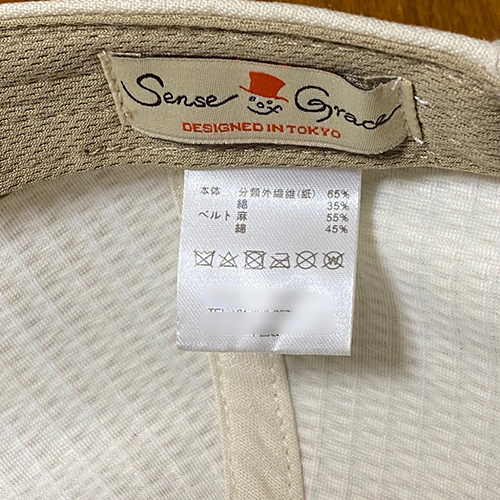 Sense Grace
DESIGNED IN TOKYO
本体 分類外繊維(紙) 65%
綿 35%
ベルト 麻 55%
綿 45%